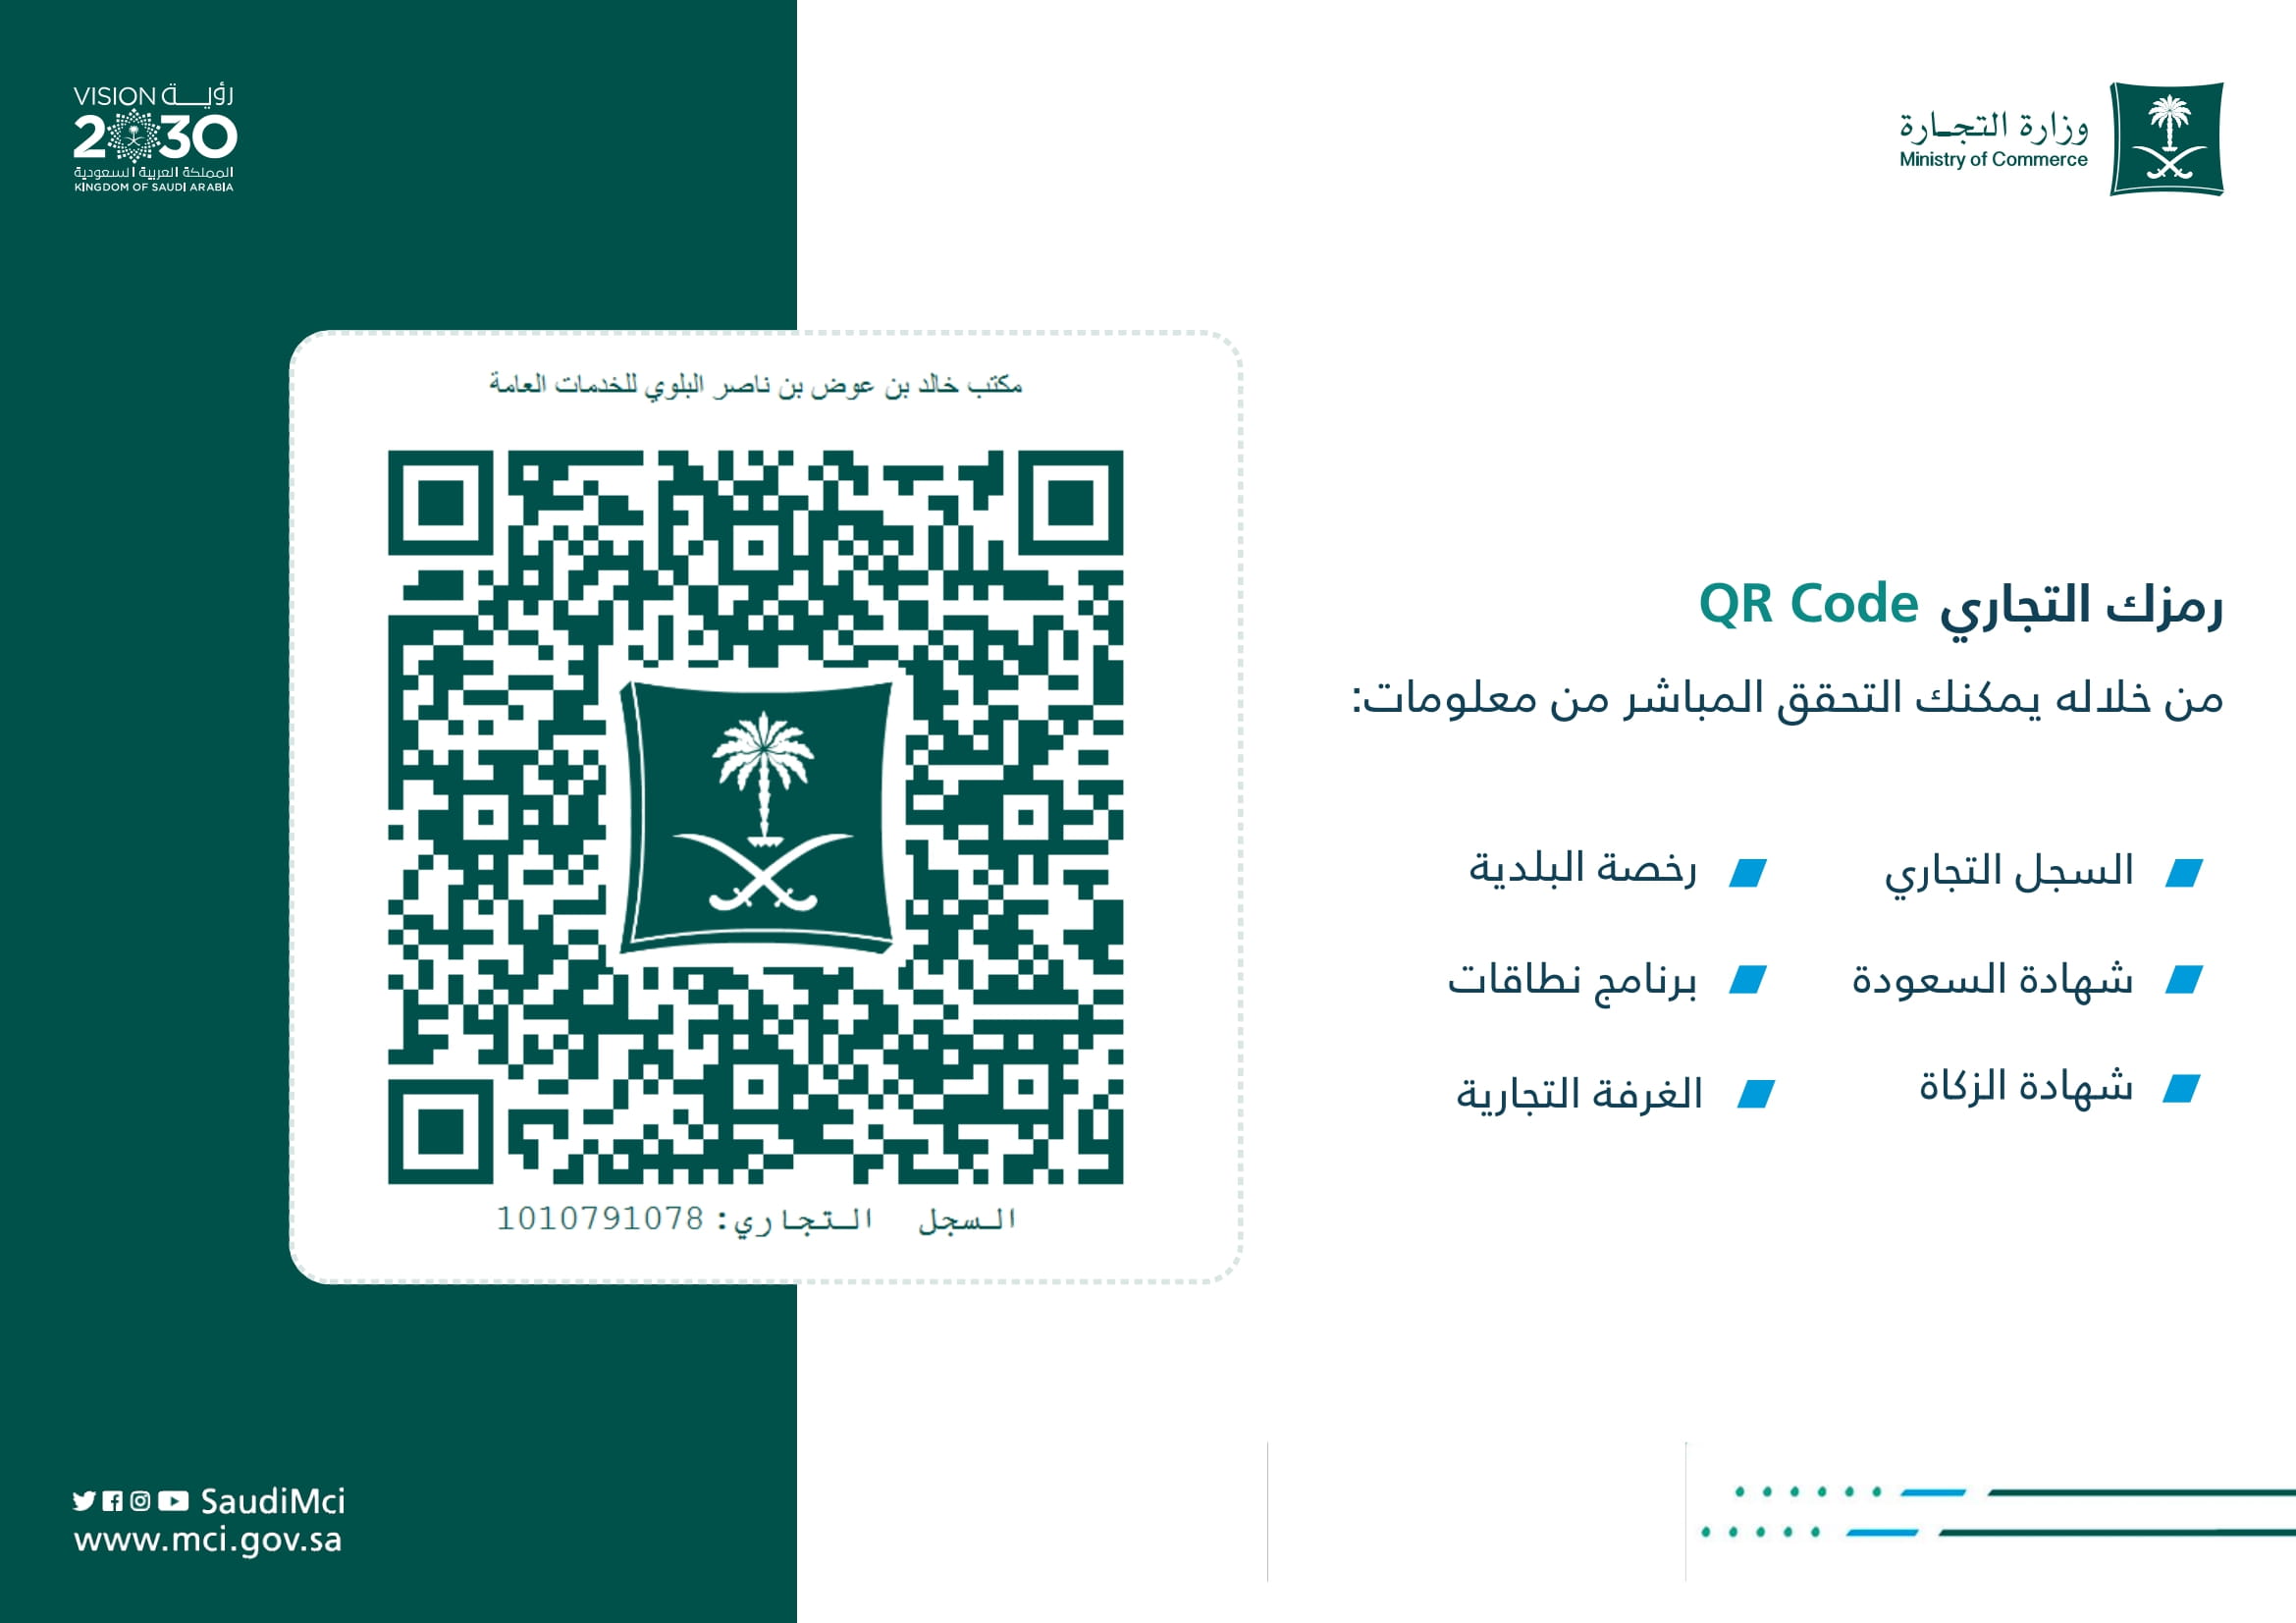 وزارة التجـارة
Ministry of Commerce
VISION رؤيـــة
2030
المملكة العربية السعودية
KINGDOM OF SAUDI ARABIA
رمزك التجاري QR Code
من خلاله يمكنك التحقق المباشر من معلومات:
السجل التجاري
رخصة البلدية
شهادة السعودة
برنامج نطاقات
شهادة الزكاة
الغرفة التجارية
مكتب خالد بن عوض بن ناصر البلوي للخدمات العامة
السجل التجاري: 1010791078
SaudiMci
www.mci.gov.sa